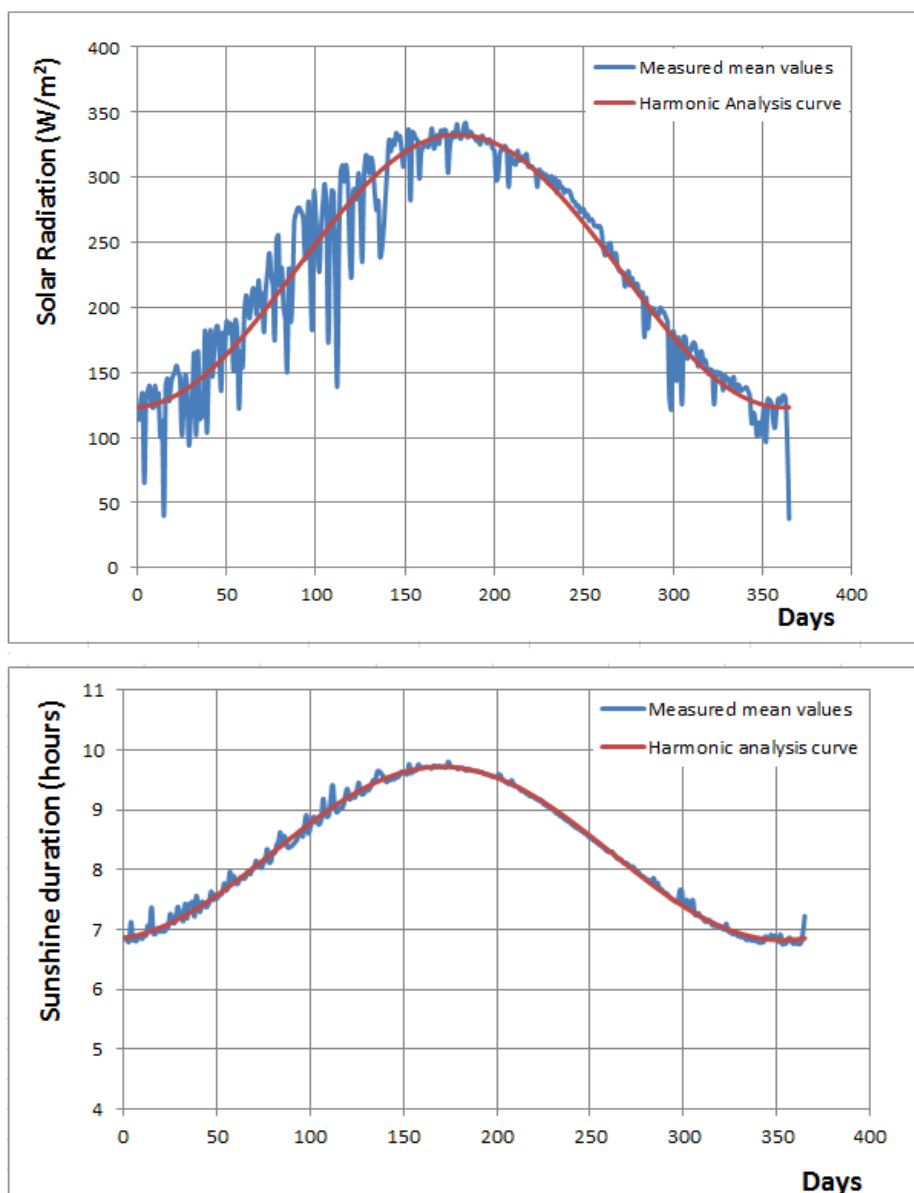 Solar Radiation (W/m²)
400
350
300
250
200
150
100
50
0
Measured mean values
Harmonic Analysis curve
0 50 100 150 200 250 300 350 400
Days
Sunshine duration (hours)
11
10
9
8
7
6
5
4
Measured mean values
Harmonic analysis curve
0 50 100 150 200 250 300 350 400
Days